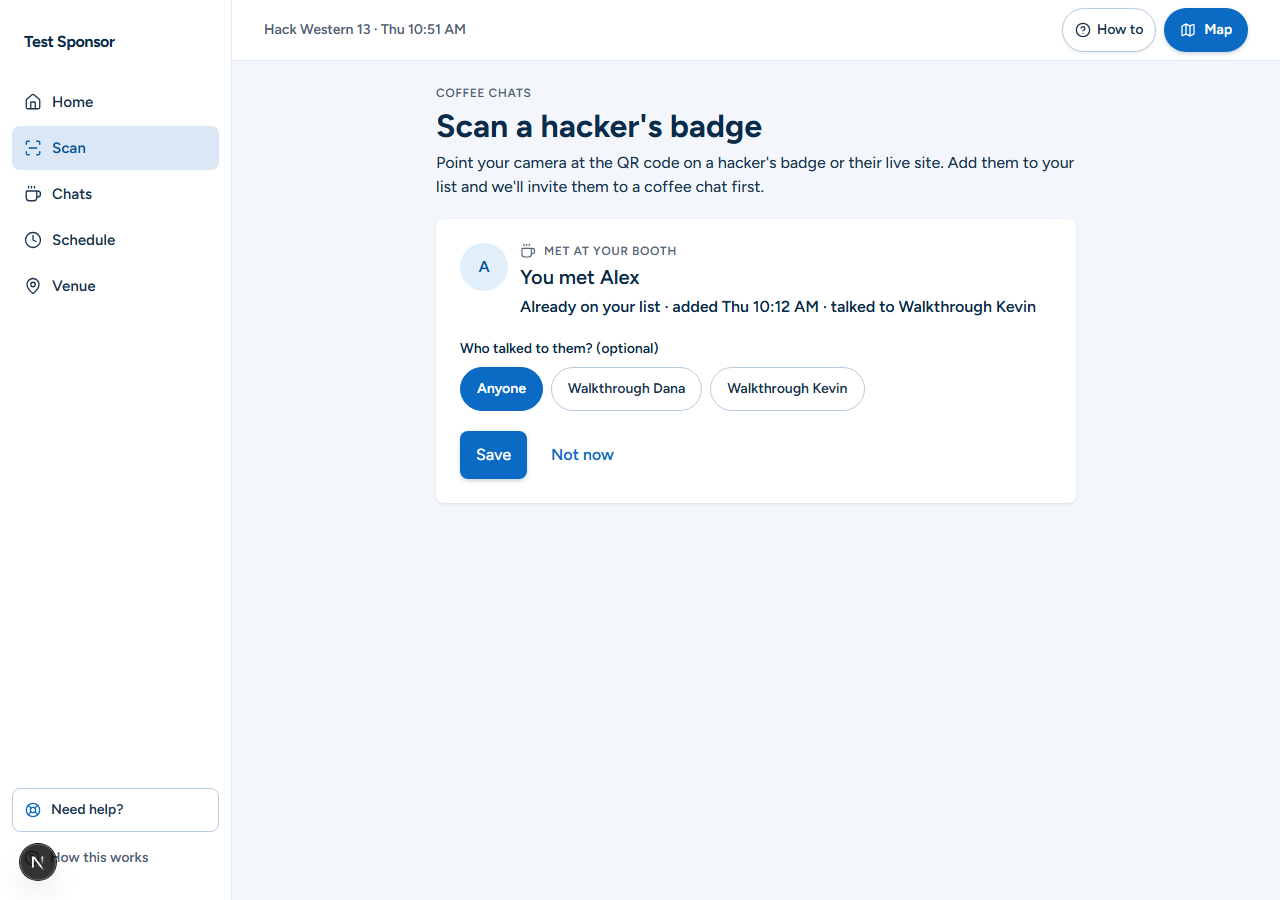 Test Sponsor
Home
Scan
Chats
Schedule
Venue
Need help?
How this works
N
Hack Western 13 · Thu 10:51 AM
How to
Map
COFFEE CHATS
Scan a hacker's badge
Point your camera at the QR code on a hacker's badge or their live site. Add them to your
list and we'll invite them to a coffee chat first.
A
MET AT YOUR BOOTH
You met Alex
Already on your list · added Thu 10:12 AM · talked to Walkthrough Kevin
Who talked to them? (optional)
Anyone
Walkthrough Dana
Walkthrough Kevin
Save
Not now